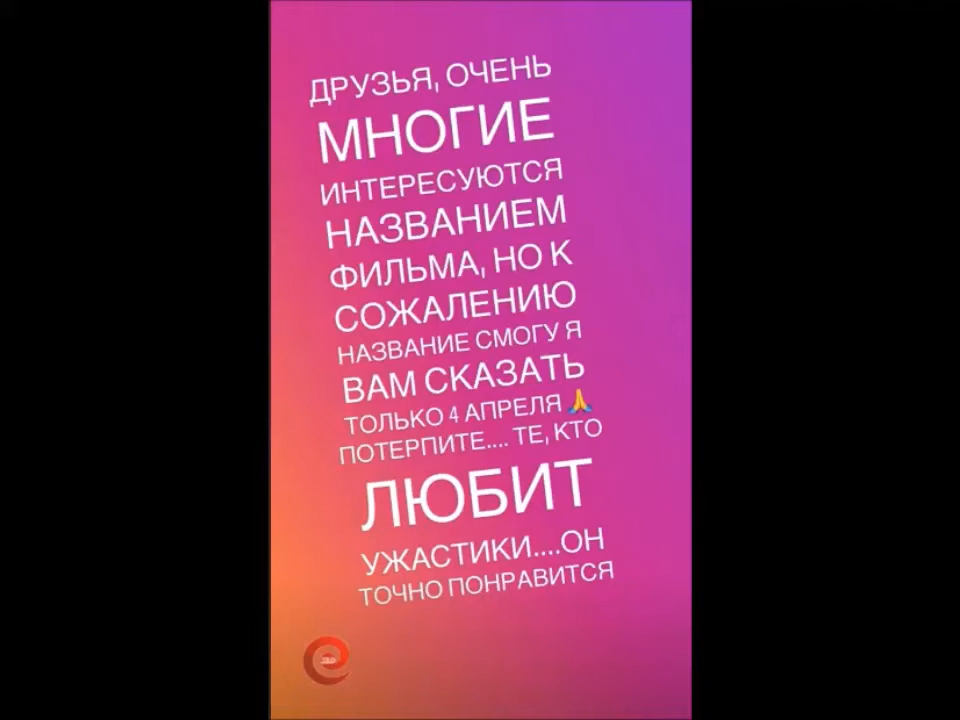 ДРУЗЬЯ, ОЧЕНЬ
МНОГИЕ
ИНТЕРЕСУЮТСЯ
НАЗВАНИЕМ
ФИЛЬМА, НО К
СОЖАЛЕНИЮ
НАЗВАНИЕ СМОГУ Я
ВАМ СКАЗАТЬ
ТОЛЬКО 4 АПРЕЛЯ 🙏
ПОТЕРПИТЕ.... ТЕ, КТО
ЛЮБИТ
УЖАСТИКИ....ОН
ТОЧНО ПОНРАВИТСЯ